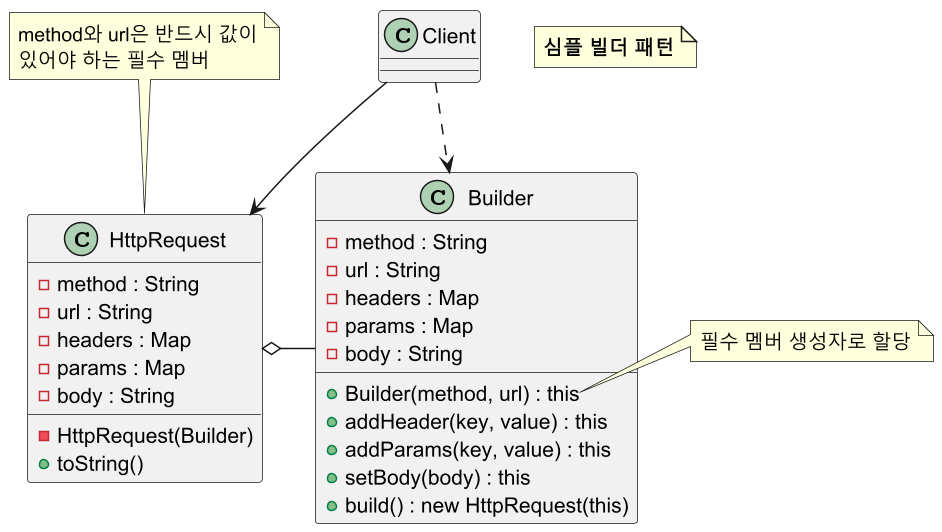 method와 url은 반드시 값이
있어야 하는 필수 멤버
C Client
심플 빌더 패턴
C HttpRequest
method : String
url : String
headers : Map
params : Map
body : String
HttpRequest(Builder)
toString()
C Builder
method : String
url : String
headers : Map
params : Map
body : String
Builder(method, url) : this
addHeader(key, value) : this
addParams(key, value) : this
setBody(body) : this
build() : new HttpRequest(this)
필수 멤버 생성자로 할당